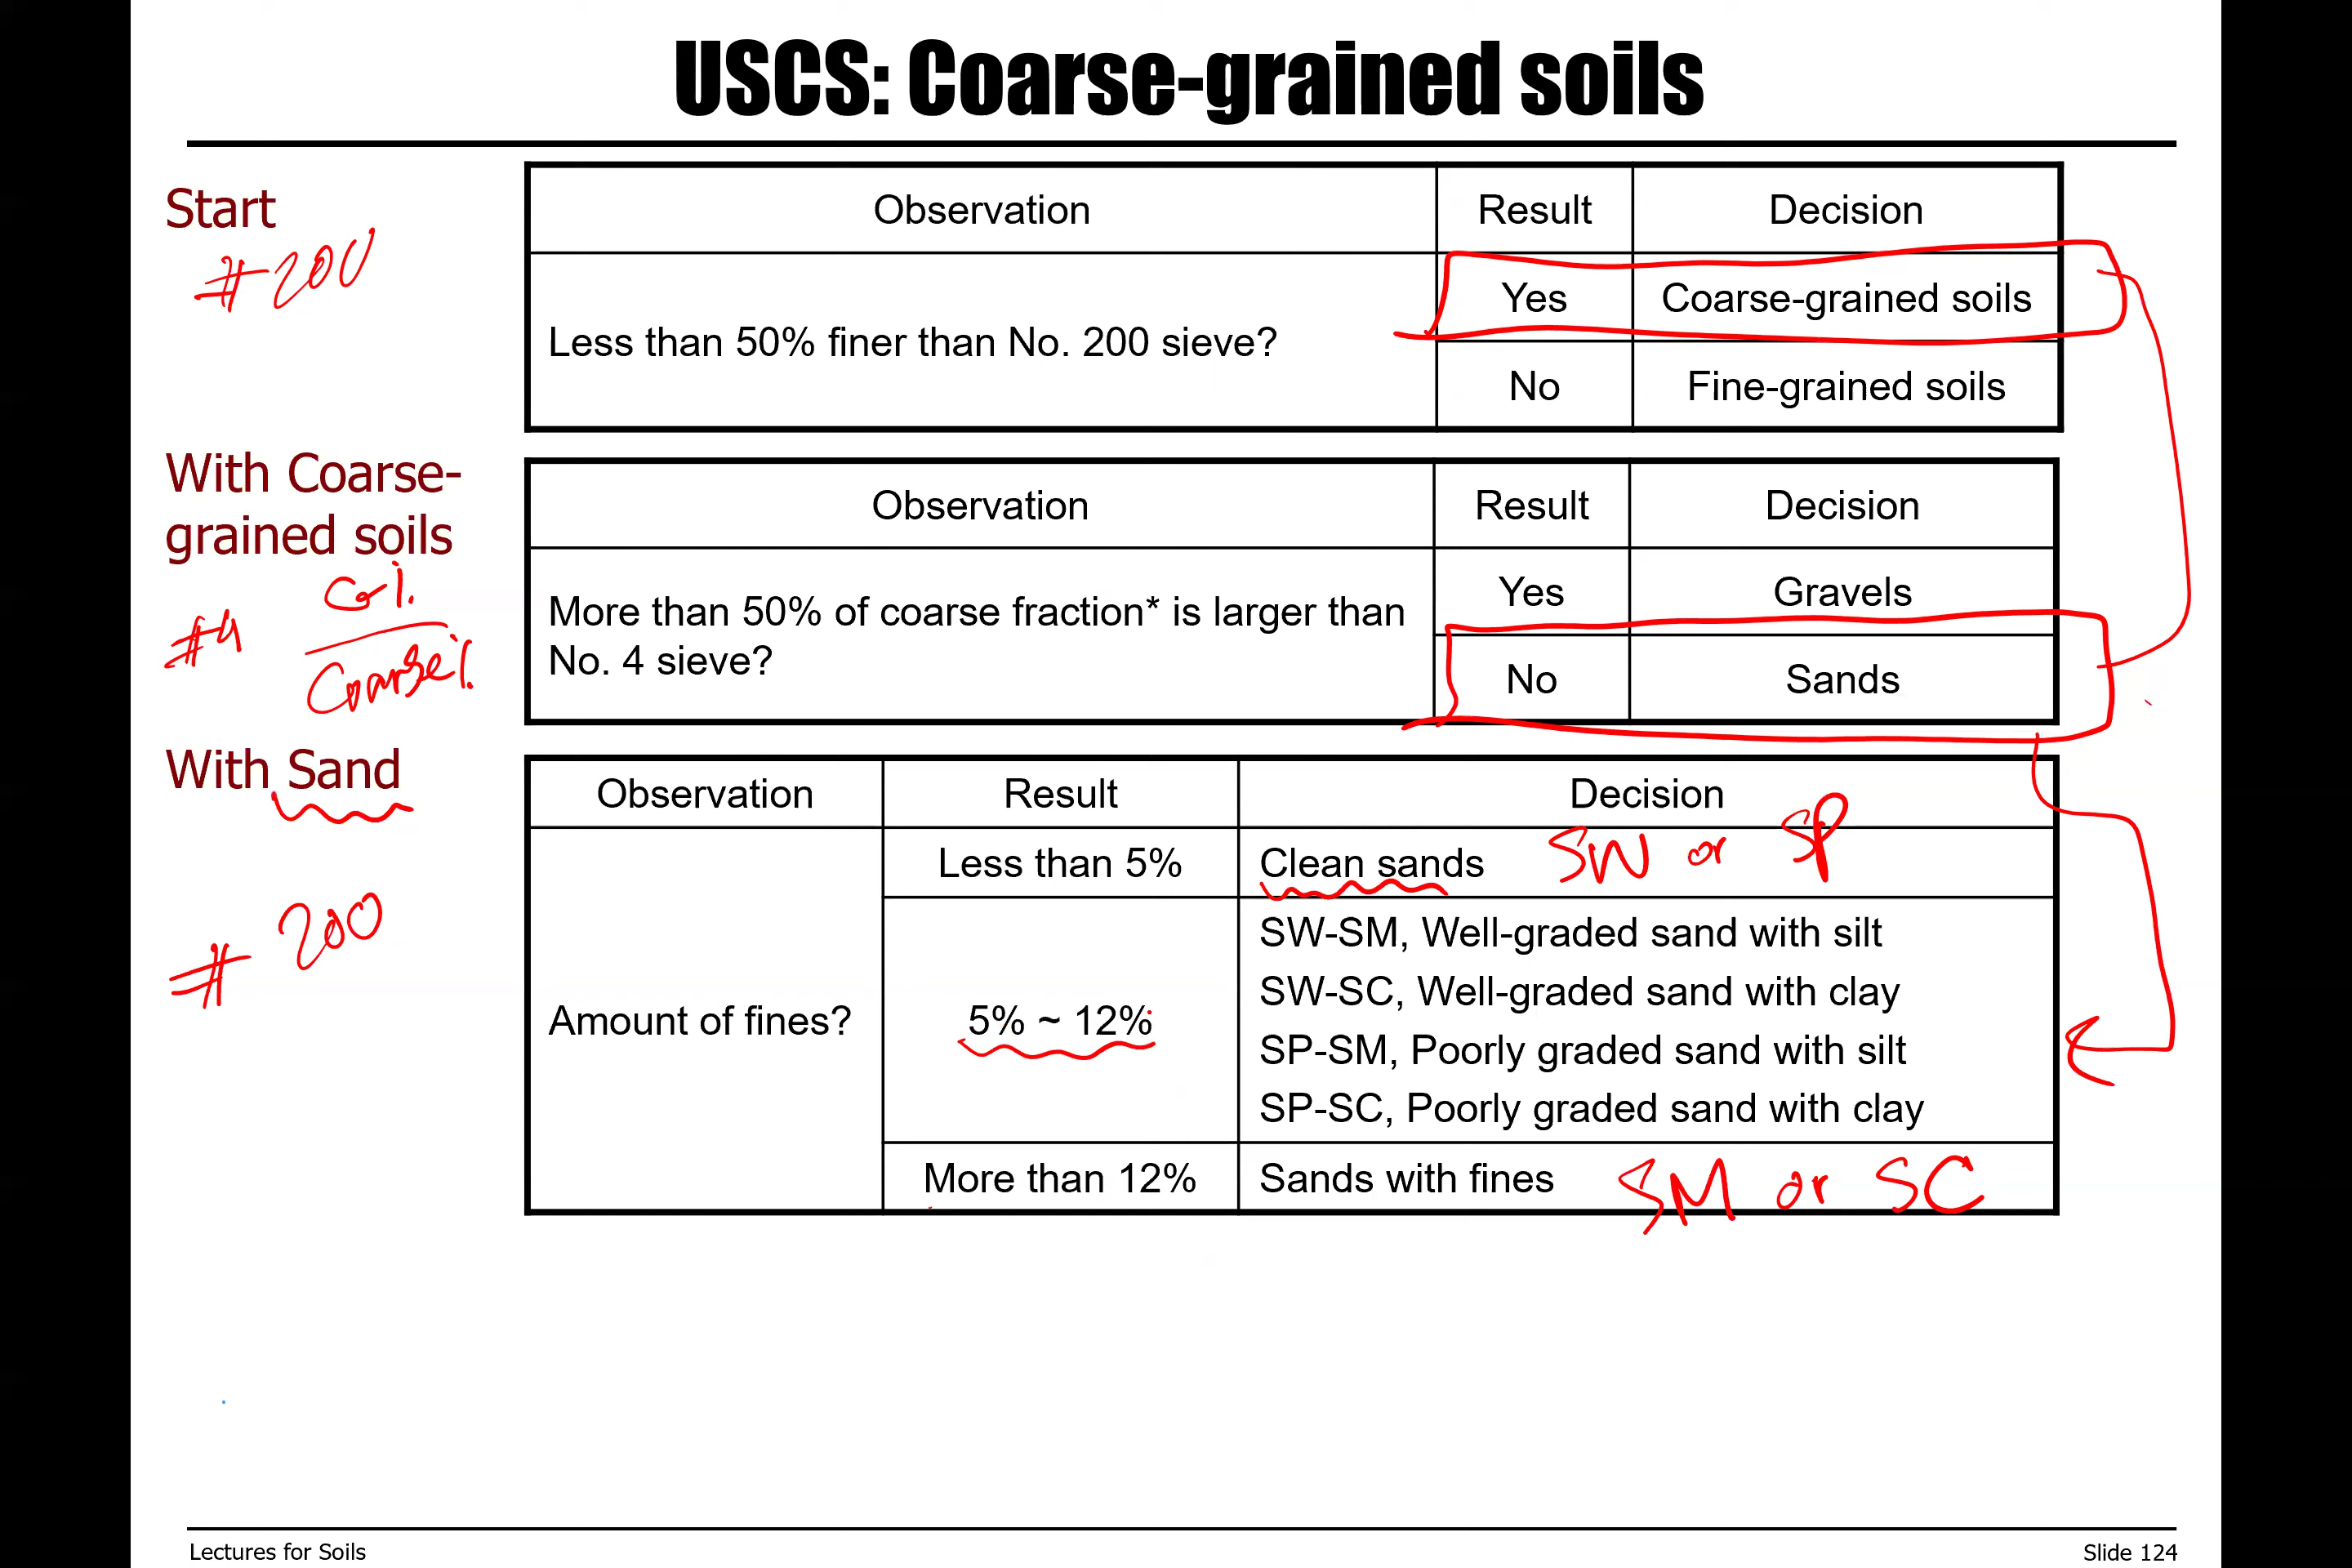 USCS: Coarse-grained soils
Start
#200
Observation
Result
Decision
Less than 50% finer than No. 200 sieve?
Yes
Coarse-grained soils
No
Fine-grained soils
With Coarse-
grained soils
#4
G%
Coarse%
Observation
Result
Decision
More than 50% of coarse fraction* is larger than
No. 4 sieve?
Yes
Gravels
No
Sands
With Sand
#200
Observation
Result
Decision
Amount of fines?
Less than 5%
Clean sands
SW or SP
5% ~ 12%
SW-SM, Well-graded sand with silt
SW-SC, Well-graded sand with clay
SP-SM, Poorly graded sand with silt
SP-SC, Poorly graded sand with clay
More than 12%
Sands with fines
SM or SC
Lectures for Soils
Slide 124